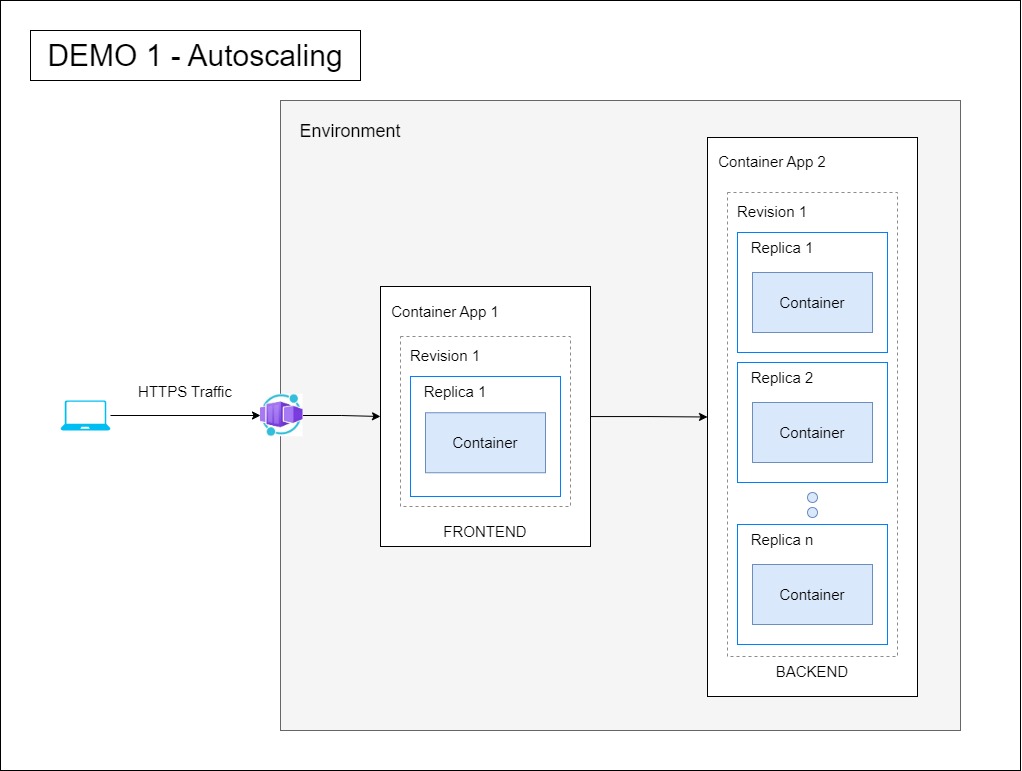 DEMO 1 - Autoscaling
Environment
Container App 2
Revision 1
Replica 1
Container
Replica 2
Container
Replica n
Container
BACKEND
Container App 1
Revision 1
Replica 1
Container
FRONTEND
HTTPS Traffic